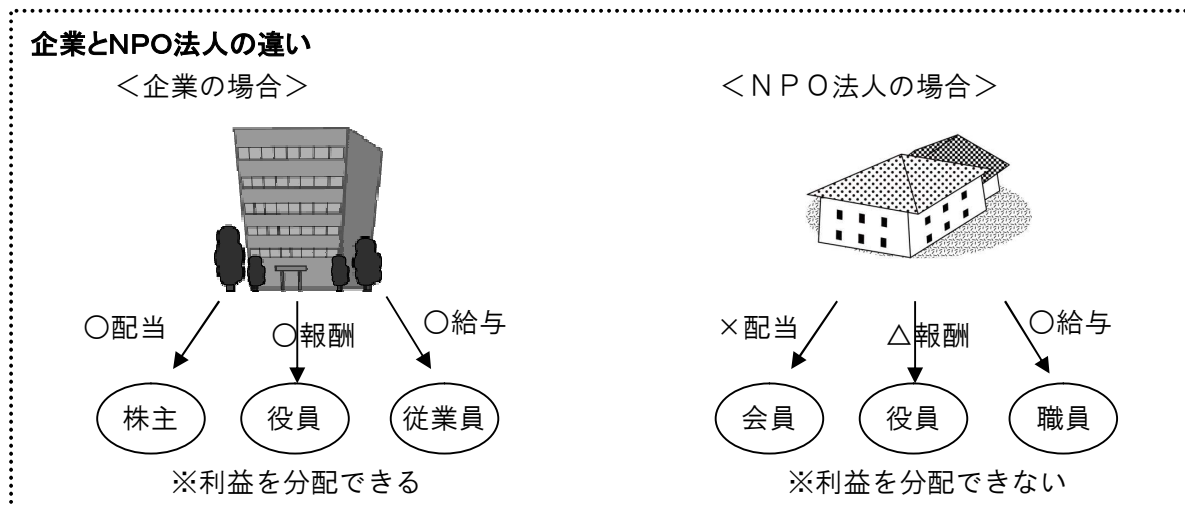 企業とNPO法人の違い
＜企業の場合＞
○配当
○報酬
○給与
株主
役員
従業員
※利益を分配できる
＜ＮＰＯ法人の場合＞
×配当
△報酬
○給与
会員
役員
職員
※利益を分配できない